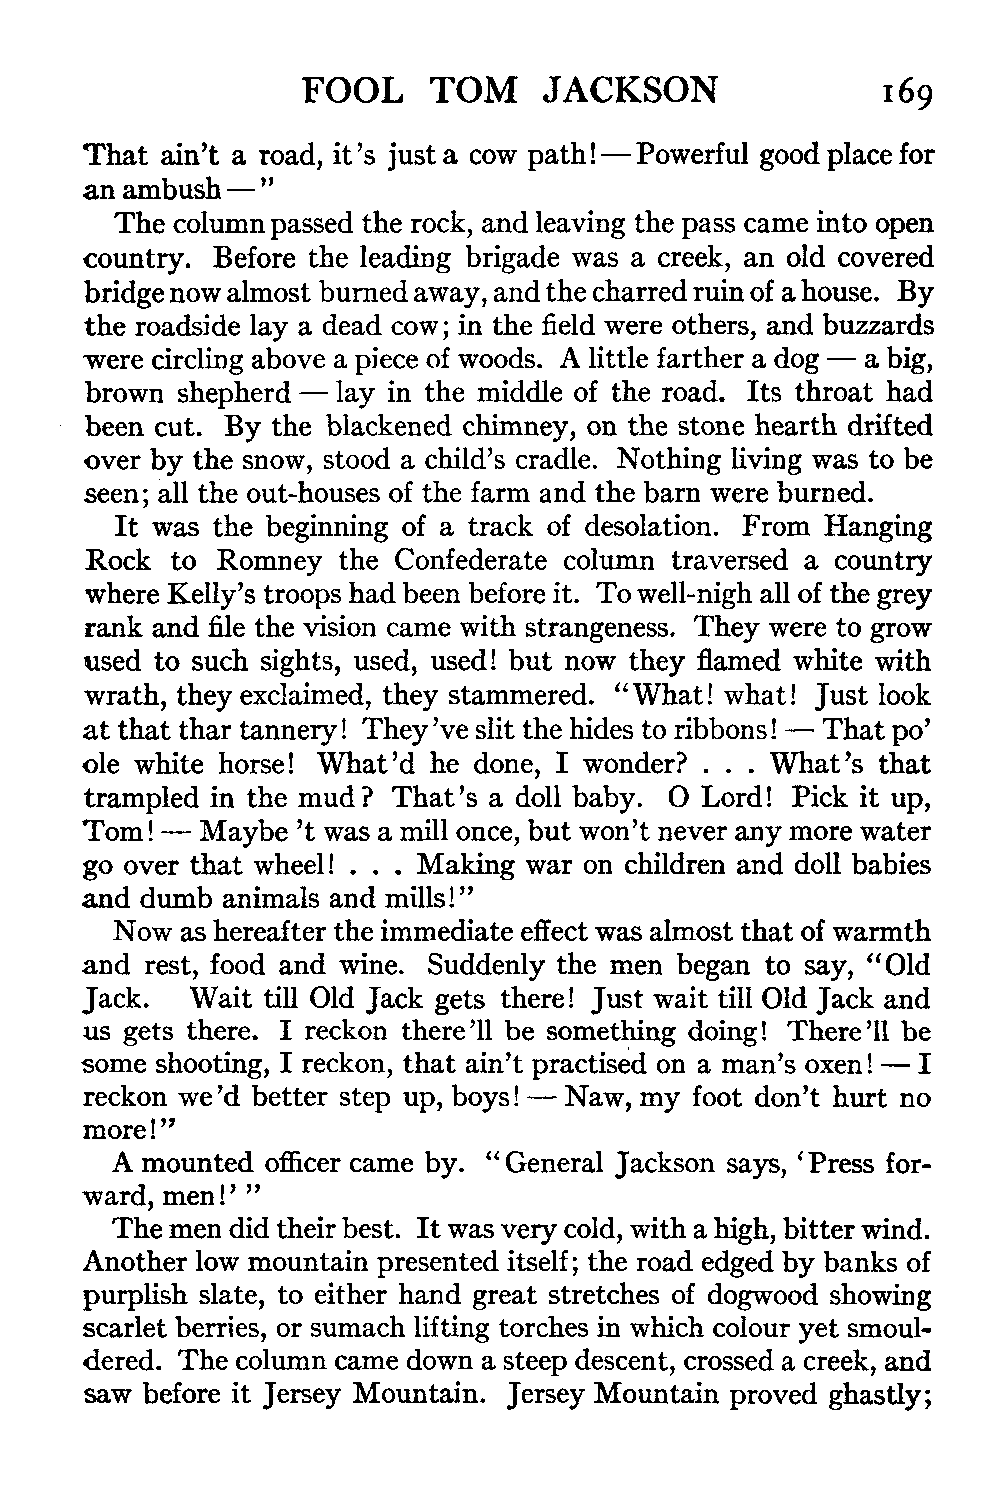 FOOL TOM JACKSON 169
That ain't a road, it's just a cow path! — Powerful good place for
an ambush — "
The column passed the rock, and leaving the pass came into open
country. Before the leading brigade was a creek, an old covered
bridge now almost burned away, and the charred ruin of a house. By
the roadside lay a dead cow; in the field were others, and buzzards
were circling above a piece of woods. A little farther a dog — a big,
brown shepherd — lay in the middle of the road. Its throat had
been cut. By the blackened chimney, on the stone hearth drifted
over by the snow, stood a child's cradle. Nothing living was to be
seen; all the out-houses of the farm and the barn were burned.
It was the beginning of a track of desolation. From Hanging
Rock to Romney the Confederate column traversed a country
where Kelly's troops had been before it. To well-nigh all of the grey
rank and file the vision came with strangeness. They were to grow
used to such sights, used, used! but now they flamed white with
wrath, they exclaimed, they stammered. "What! what! Just look
at that thar tannery! They've slit the hides to ribbons! — That po'
ole white horse! What'd he done, I wonder? . . . What's that
trampled in the mud? That's a doll baby. O Lord! Pick it up,
Tom! — Maybe 't was a mill once, but won't never any more water
go over that wheel! . . . Making war on children and doll babies
and dumb animals and mills!"
Now as hereafter the immediate effect was almost that of warmth
and rest, food and wine. Suddenly the men began to say, "Old
Jack. Wait till Old Jack gets there! Just wait till Old Jack and
us gets there. I reckon there'll be something doing! There'll be
some shooting, I reckon, that ain't practised on a man's oxen! — I
reckon we'd better step up, boys! — Naw, my foot don't hurt no
more!"
A mounted officer came by. "General Jackson says, 'Press for-
ward, men!' "
The men did their best. It was very cold, with a high, bitter wind.
Another low mountain presented itself; the road edged by banks of
purplish slate, to either hand great stretches of dogwood showing
scarlet berries, or sumach lifting torches in which colour yet smoul-
dered. The column came down a steep descent, crossed a creek, and
saw before it Jersey Mountain. Jersey Mountain proved ghastly;